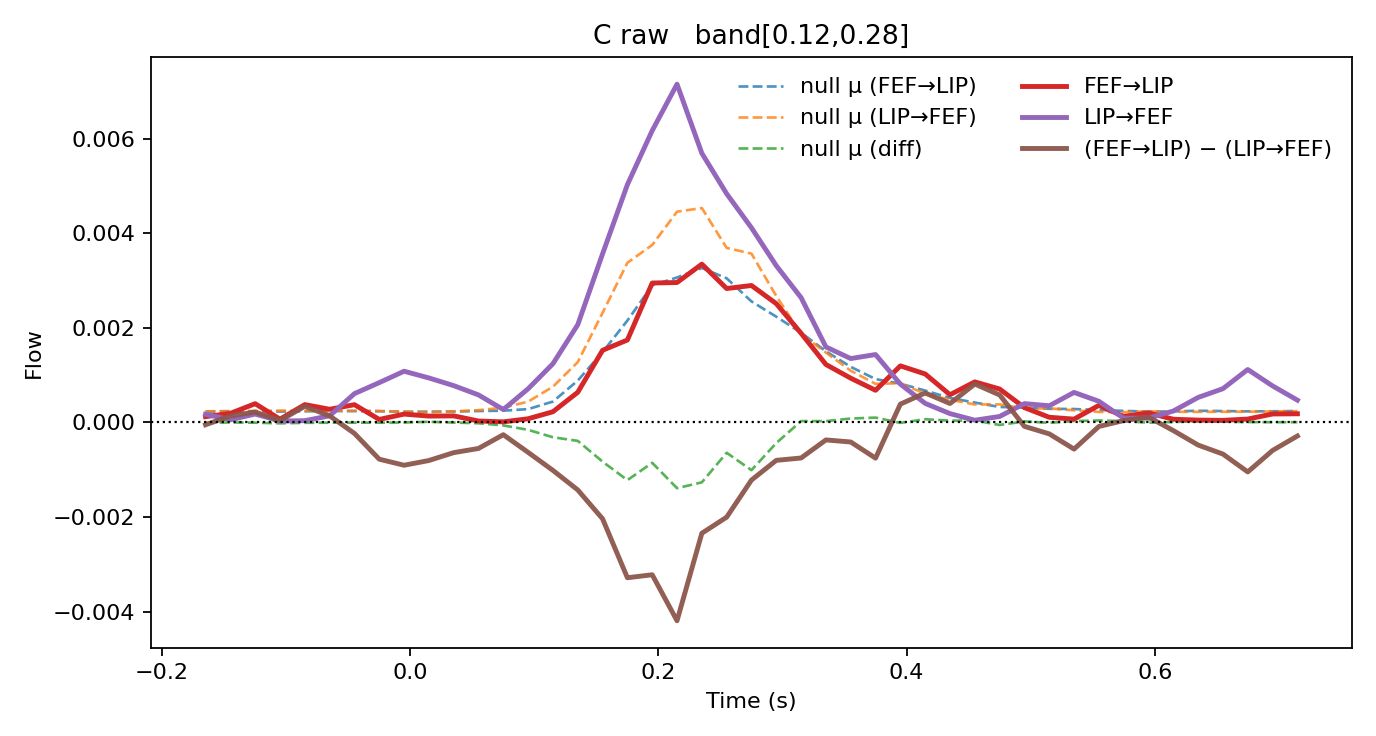 C raw   band[0.12,0.28]
null μ (FEF→LIP)
null μ (LIP→FEF)
null μ (diff)
FEF→LIP
LIP→FEF
(FEF→LIP) − (LIP→FEF)
Flow
0.006
0.004
0.002
0.000
−0.002
−0.004
−0.2
0.0
0.2
0.4
0.6
Time (s)